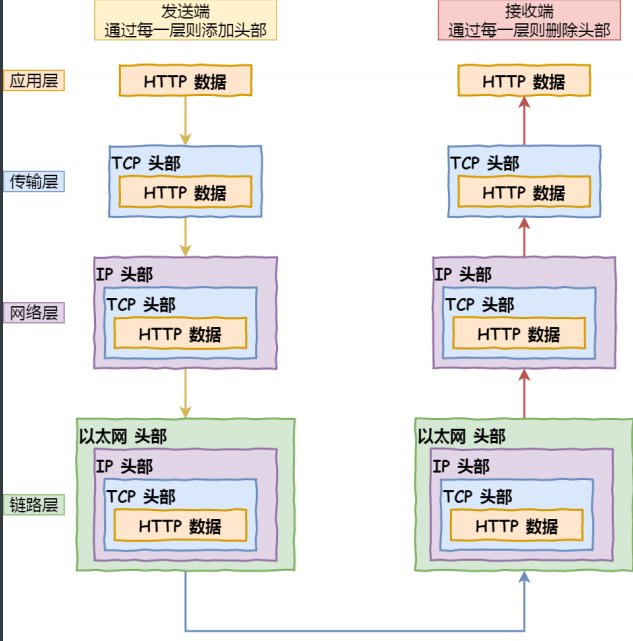 发送端
通过每一层则添加头部
接收端
通过每一层则删除头部
应用层
HTTP 数据
HTTP 数据
传输层
TCP 头部
HTTP 数据
TCP 头部
HTTP 数据
网络层
IP 头部
TCP 头部
HTTP 数据
IP 头部
TCP 头部
HTTP 数据
链路层
以太网 头部
IP 头部
TCP 头部
HTTP 数据
以太网 头部
IP 头部
TCP 头部
HTTP 数据